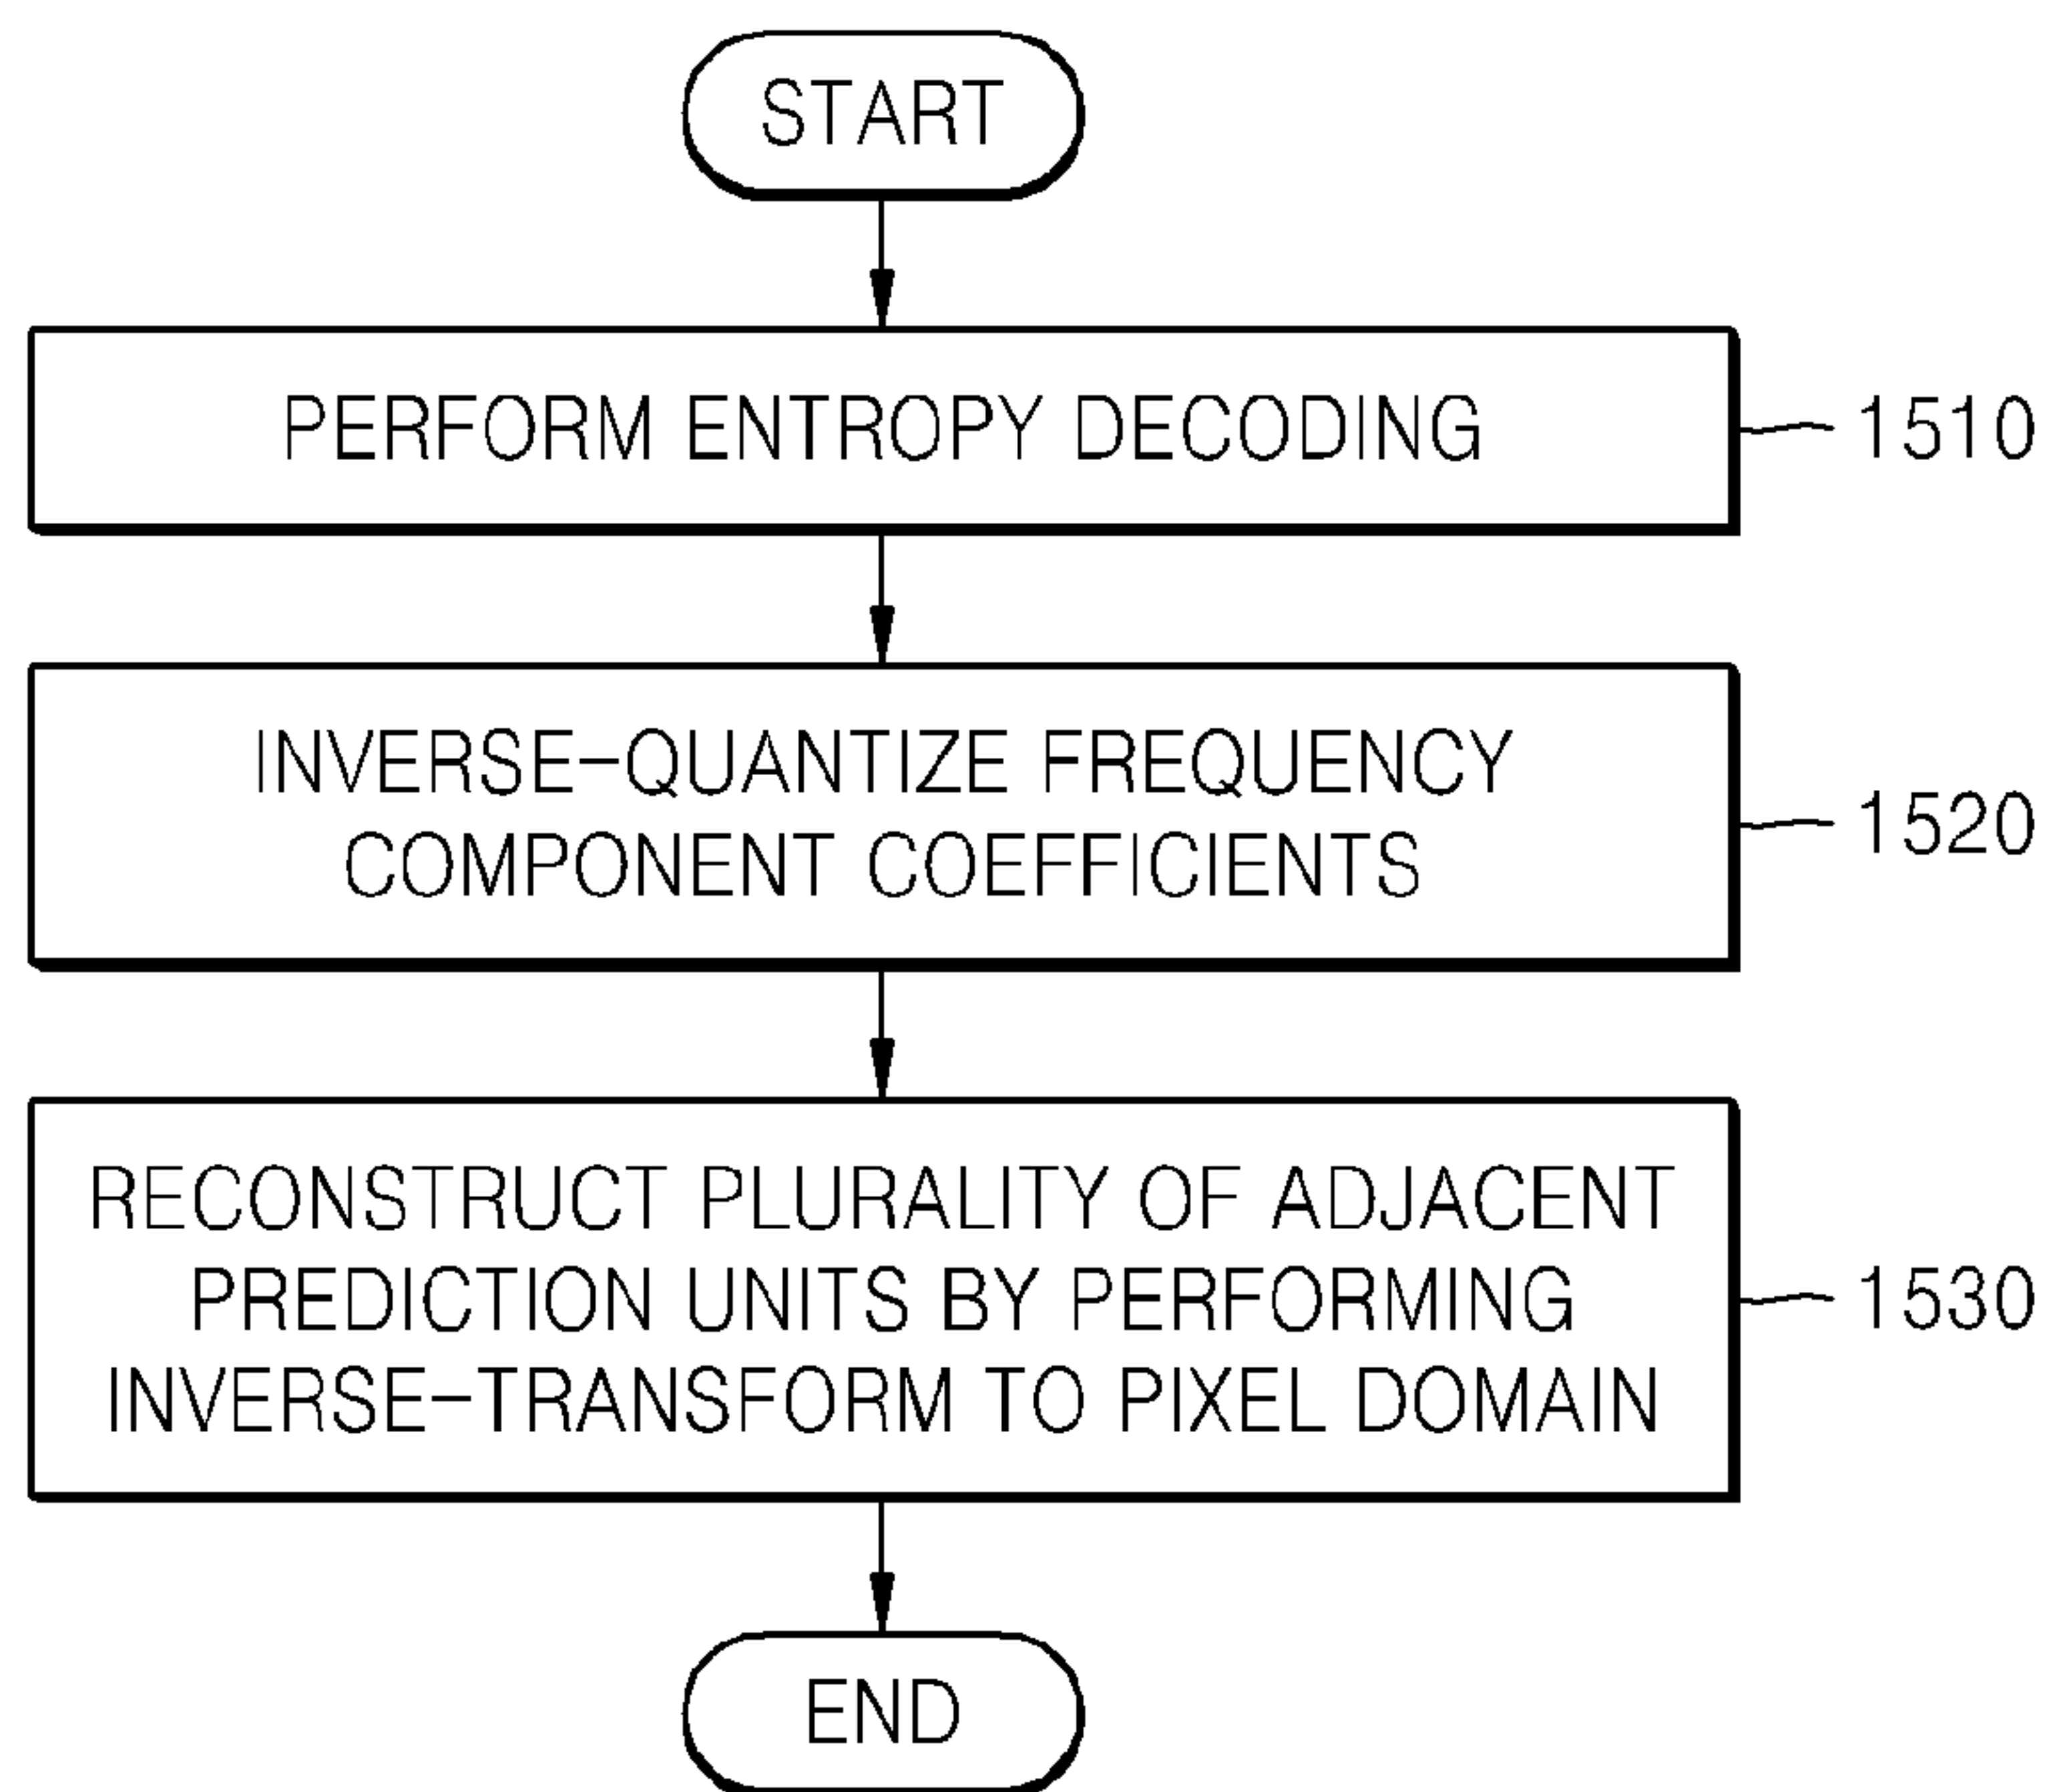 START
PERFORM ENTROPY DECODING
1510
INVERSE-QUANTIZE FREQUENCY
COMPONENT COEFFICIENTS
1520
RECONSTRUCT PLURALITY OF ADJACENT
PREDICTION UNITS BY PERFORMING
INVERSE-TRANSFORM TO PIXEL DOMAIN
1530
END